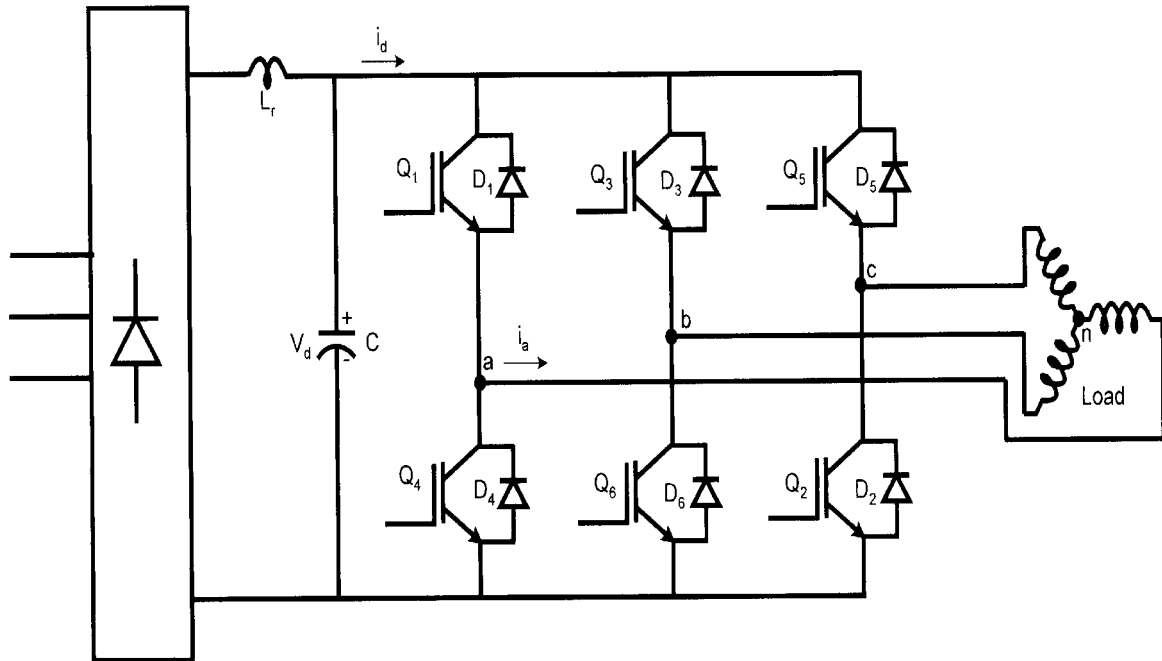 i_d
L_r
Q_1
D_1
Q_3
D_3
Q_5
D_5
c
+
V_d
C
-
b
n
i_a
a
Load
Q_4
D_4
Q_6
D_6
Q_2
D_2